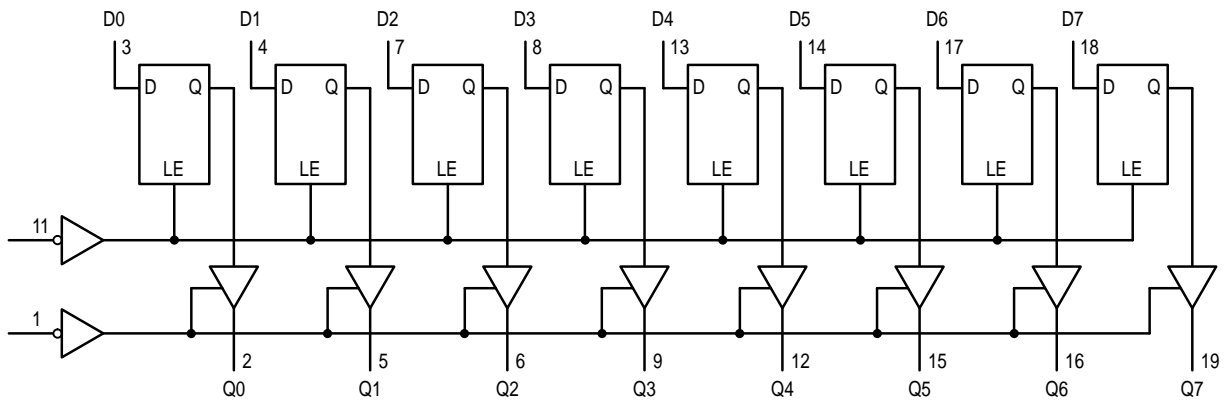 D0 D1 D2 D3 D4 D5 D6 D7
3 4 7 8 13 14 17 18
D Q D Q D Q D Q D Q D Q D Q D Q
LE LE LE LE LE LE LE LE
11
1
2 5 6 9 12 15 16 19
Q0 Q1 Q2 Q3 Q4 Q5 Q6 Q7